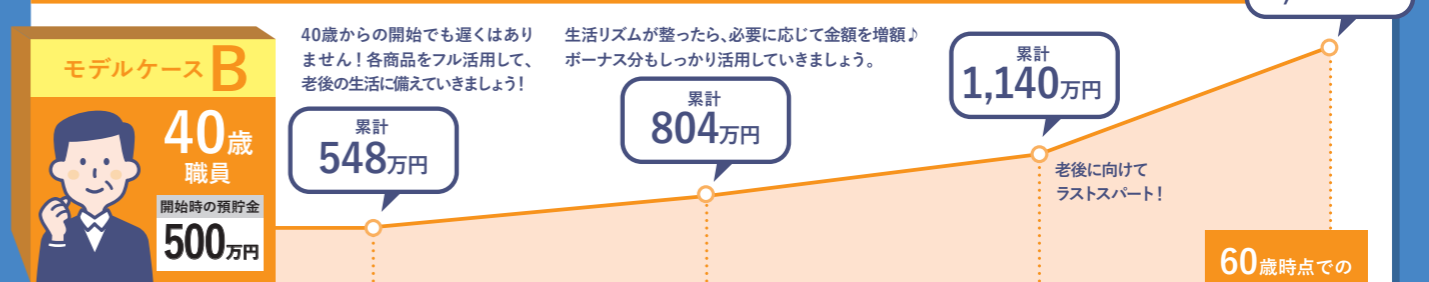 モデルケースB
40歳
職員
開始時の預貯金
500万円
40歳からの開始でも遅くはあり
ません！各商品をフル活用して、
老後の生活に備えていきましょう！
累計
548万円
生活リズムが整ったら、必要に応じて金額を増額♪
ボーナス分もしっかり活用していきましょう。
累計
804万円
累計
1,140万円
老後に向けて
ラストスパート！
60歳時点での